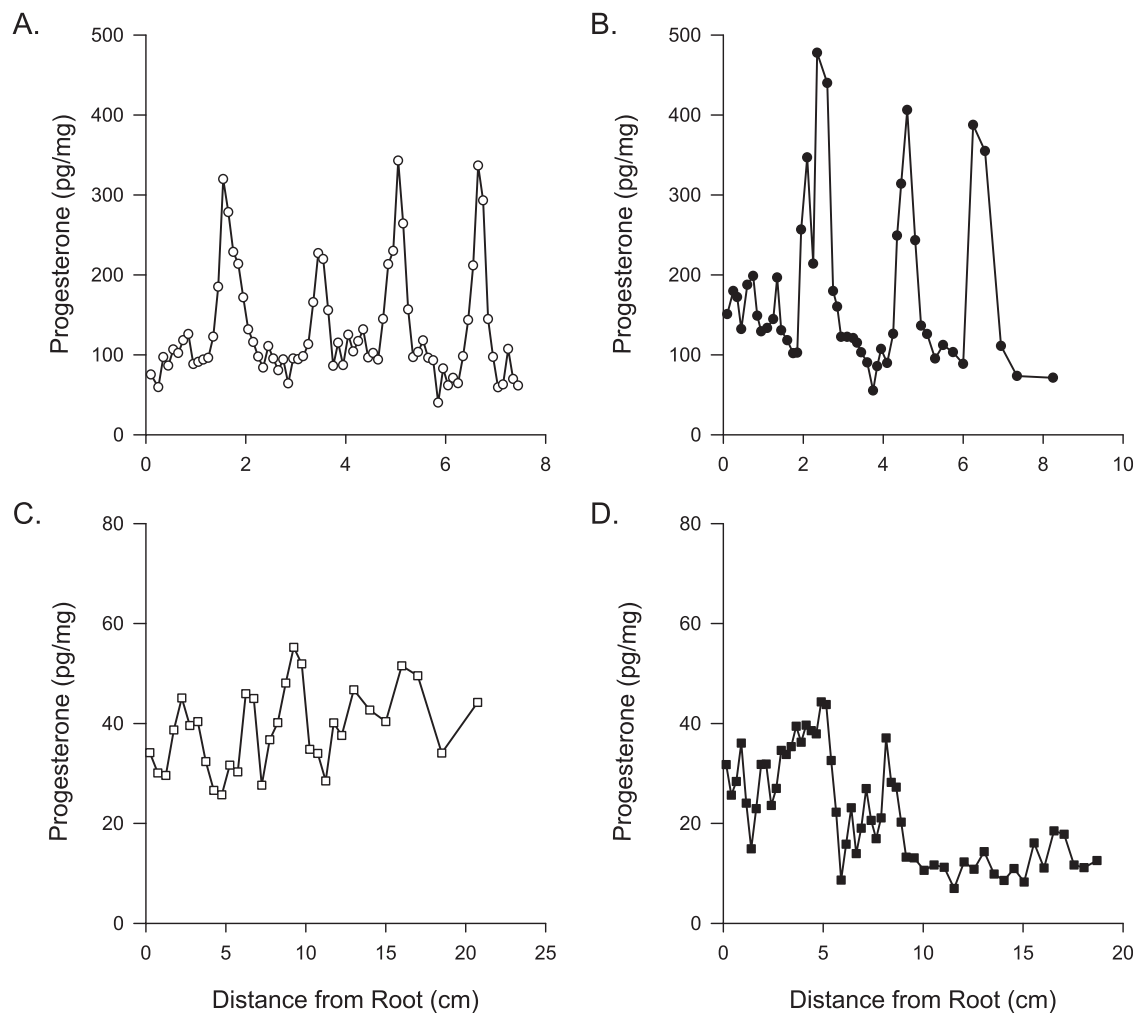 A.
Progesterone (pg/mg)
500
400
300
200
100
0
0 2 4 6 8
B.
Progesterone (pg/mg)
500
400
300
200
100
0
0 2 4 6 8 10
C.
Progesterone (pg/mg)
80
60
40
20
0
0 5 10 15 20 25
Distance from Root (cm)
D.
Progesterone (pg/mg)
80
60
40
20
0
0 5 10 15 20
Distance from Root (cm)